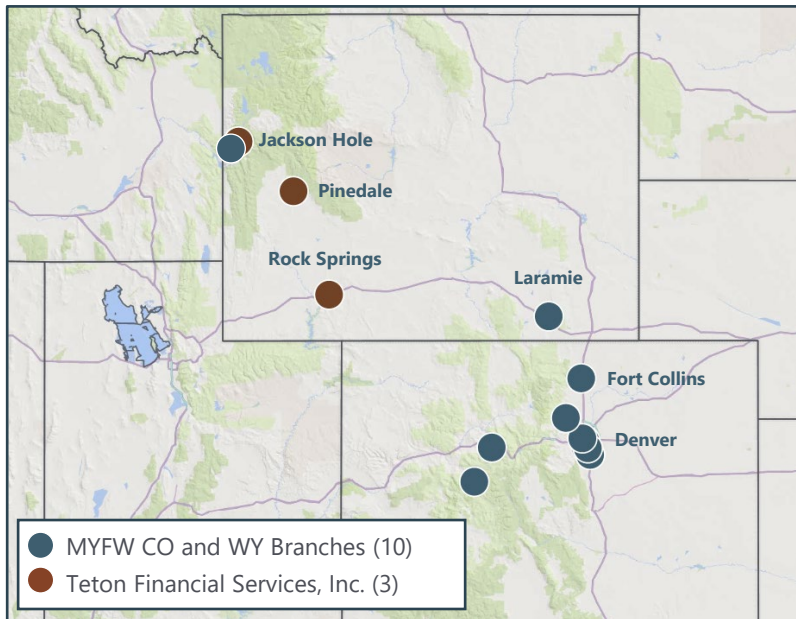 Jackson Hole
Pinedale
Rock Springs
Laramie
Fort Collins
Denver
MYFW CO and WY Branches (10)
Teton Financial Services, Inc. (3)